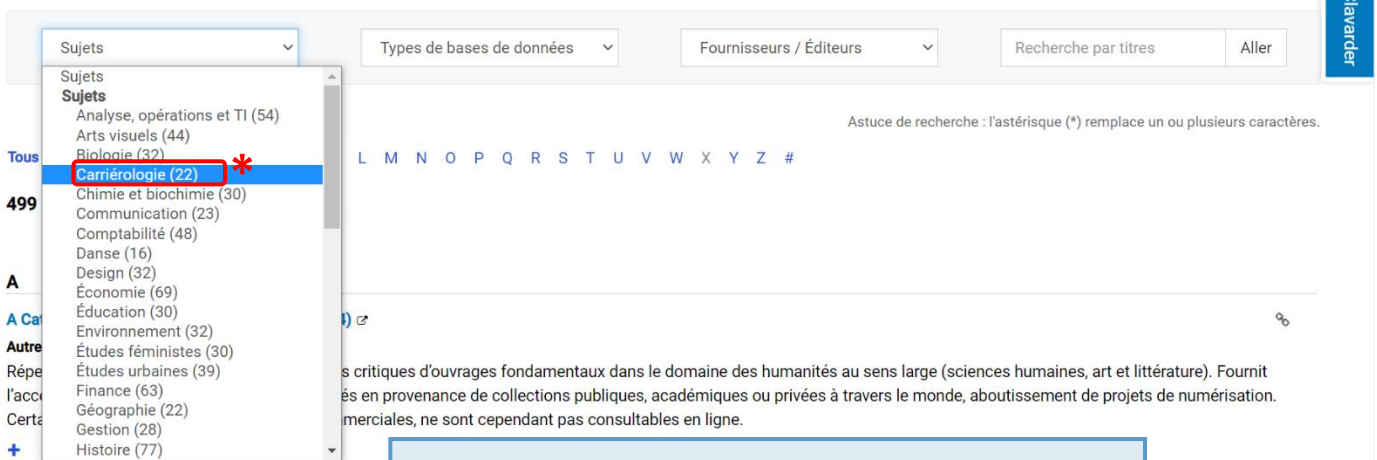 clavarder
Sujets
Types de bases de données
Fournisseurs / Éditeurs
Recherche par titres
Aller
Sujets
Sujets
Analyse, opérations et TI (54)
Arts visuels (44)
Biologie (32)
Carriérologie (22) *
Chimie et biochimie (30)
Communication (23)
Comptabilité (48)
Danse (16)
Design (32)
Économie (69)
Éducation (30)
Environnement (32)
Études féministes (30)
Études urbaines (39)
Finance (63)
Géographie (22)
Gestion (28)
Histoire (77)
Astuce de recherche : l'astérisque (*) remplace un ou plusieurs caractères.
Tous
L M N O P Q R S T U V W X Y Z #
499
A
A Cat
4)
Autre
Répe
s critiques d’ouvrages fondamentaux dans le domaine des humanités au sens large (sciences humaines, art et littérature). Fournit
l’accè
és en provenance de collections publiques, académiques ou privées à travers le monde, aboutissement de projets de numérisation.
Certa
merciales, ne sont cependant pas consultables en ligne.
+